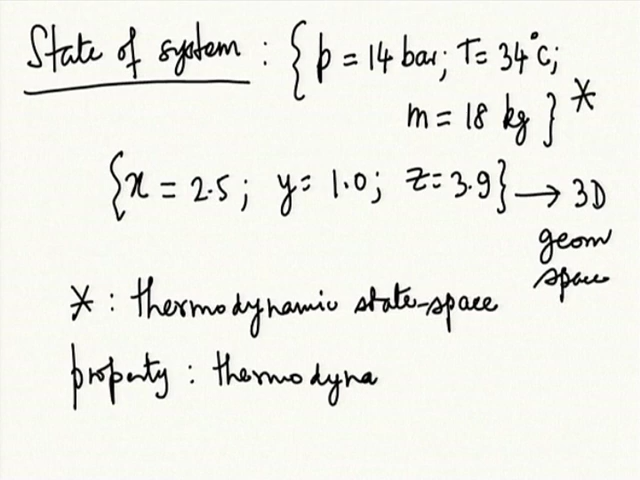 State of system : { p = 14 bar; T = 34°C;
m = 18 kg } *
{ x = 2.5 ; y = 1.0; z = 3.9 } → 3D
geom
space
* : thermodynamic state-space
property : thermodyna